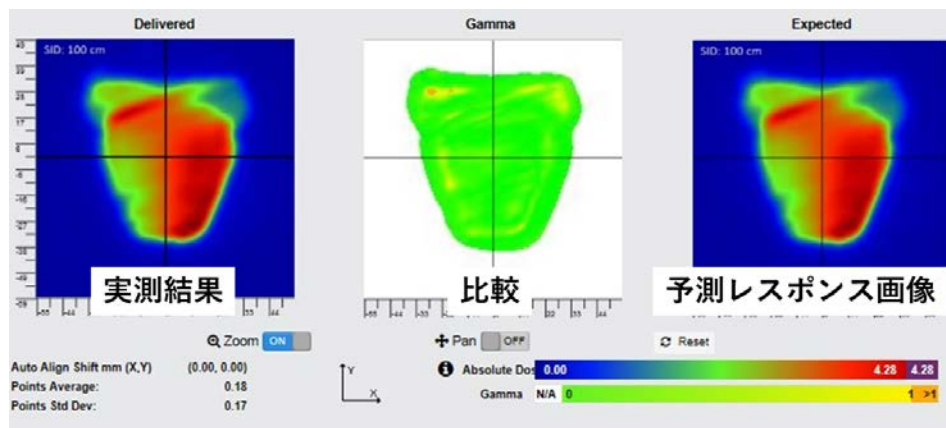 Delivered
Gamma
Expected
SID: 100 cm
SID: 100 cm
実測結果
比較
予測レスポンス画像
Zoom ON
Pan OFF
Reset
Auto Align Shift mm (X,Y) (0.00, 0.00)
Points Average: 0.18
Points Std Dev: 0.17
Y
X
Absolute Dos 0.00 4.28 4.28
Gamma N/A 0 1 >1